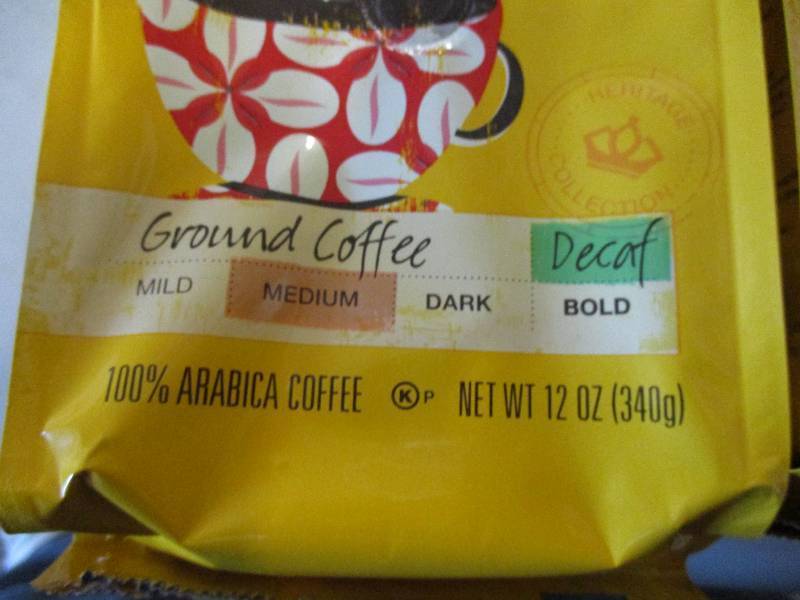 HERITAGE
COLLECTION
Ground Coffee Decaf
MILD MEDIUM DARK BOLD
100% ARABICA COFFEE K P NET WT 12 OZ (340g)